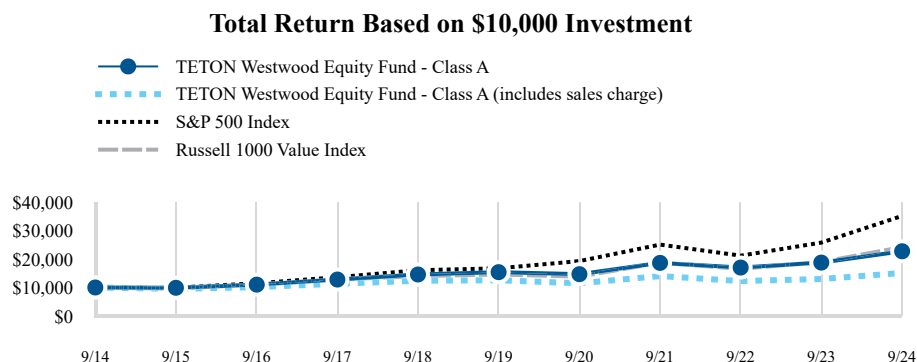 Total Return Based on $10,000 Investment
TETON Westwood Equity Fund - Class A
TETON Westwood Equity Fund - Class A (includes sales charge)
S&P 500 Index
Russell 1000 Value Index
$40,000
$30,000
$20,000
$10,000
$0
9/14 9/15 9/16 9/17 9/18 9/19 9/20 9/21 9/22 9/23 9/24